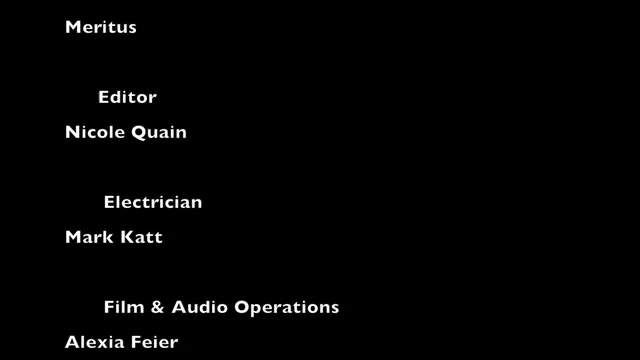 Meritus
Editor
Nicole Quain
Electrician
Mark Katt
Film & Audio Operations
Alexia Feier